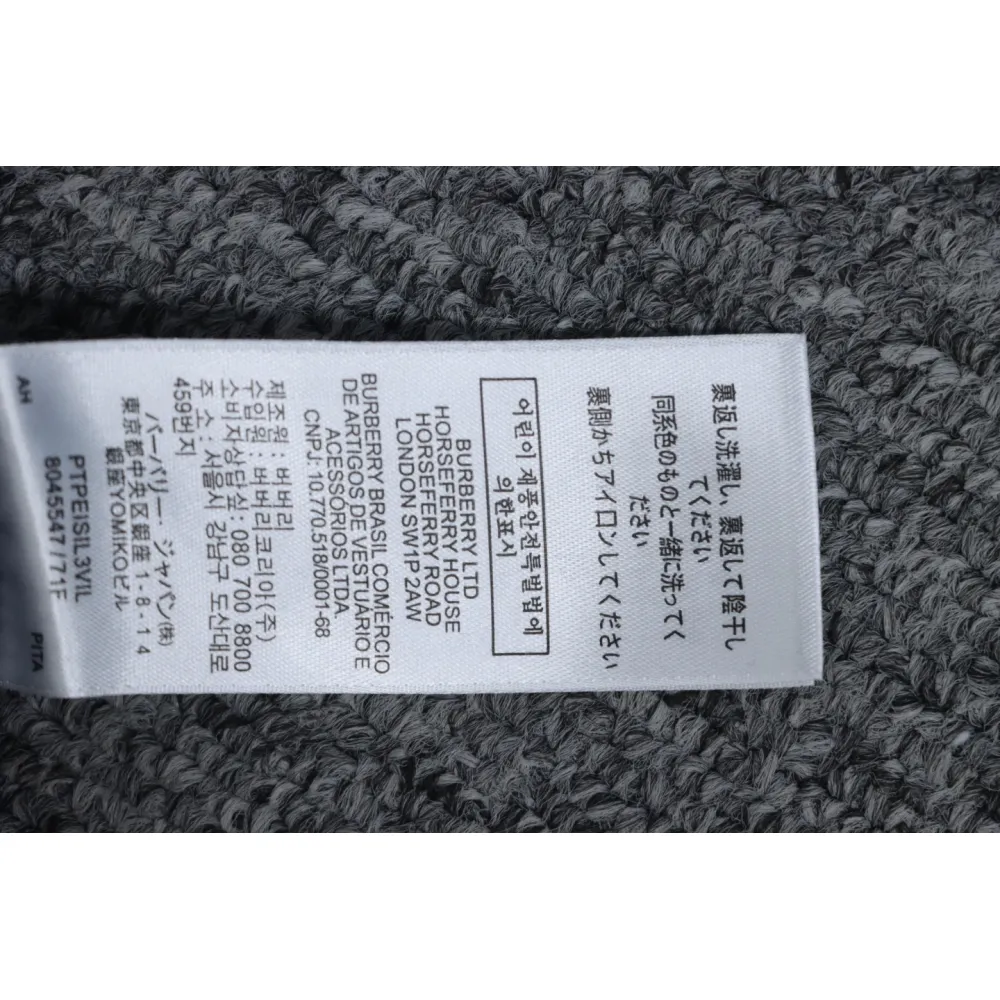 裏返し洗濯し、裏返して陰干し
てください
同系色のものと一緒に洗ってく
ださい
裏側からアイロンしてください
어린이제품안전특별법에
의한표시
BURBERRY LTD
HORSEFERRY HOUSE
HORSEFERRY ROAD
LONDON SW1P 2AW
BURBERRY BRASIL COMÉRCIO
DE ARTIGOS DE VESTUÁRIO E
ACESSÓRIOS LTDA.
CNPJ: 10.770.518/0001-68
제조원 : 버버리
수입원 : 버버리코리아(주)
소비자상담실 : 080 700 8800
주 소 : 서울시 강남구 도산대로
459번지
バーバリー・ジャパン㈱
東京都中央区銀座 1 - 8 - 1 4
銀座YOMIKOビル
PTPEISIL3VIL
8045547 / 71F
AH PITA